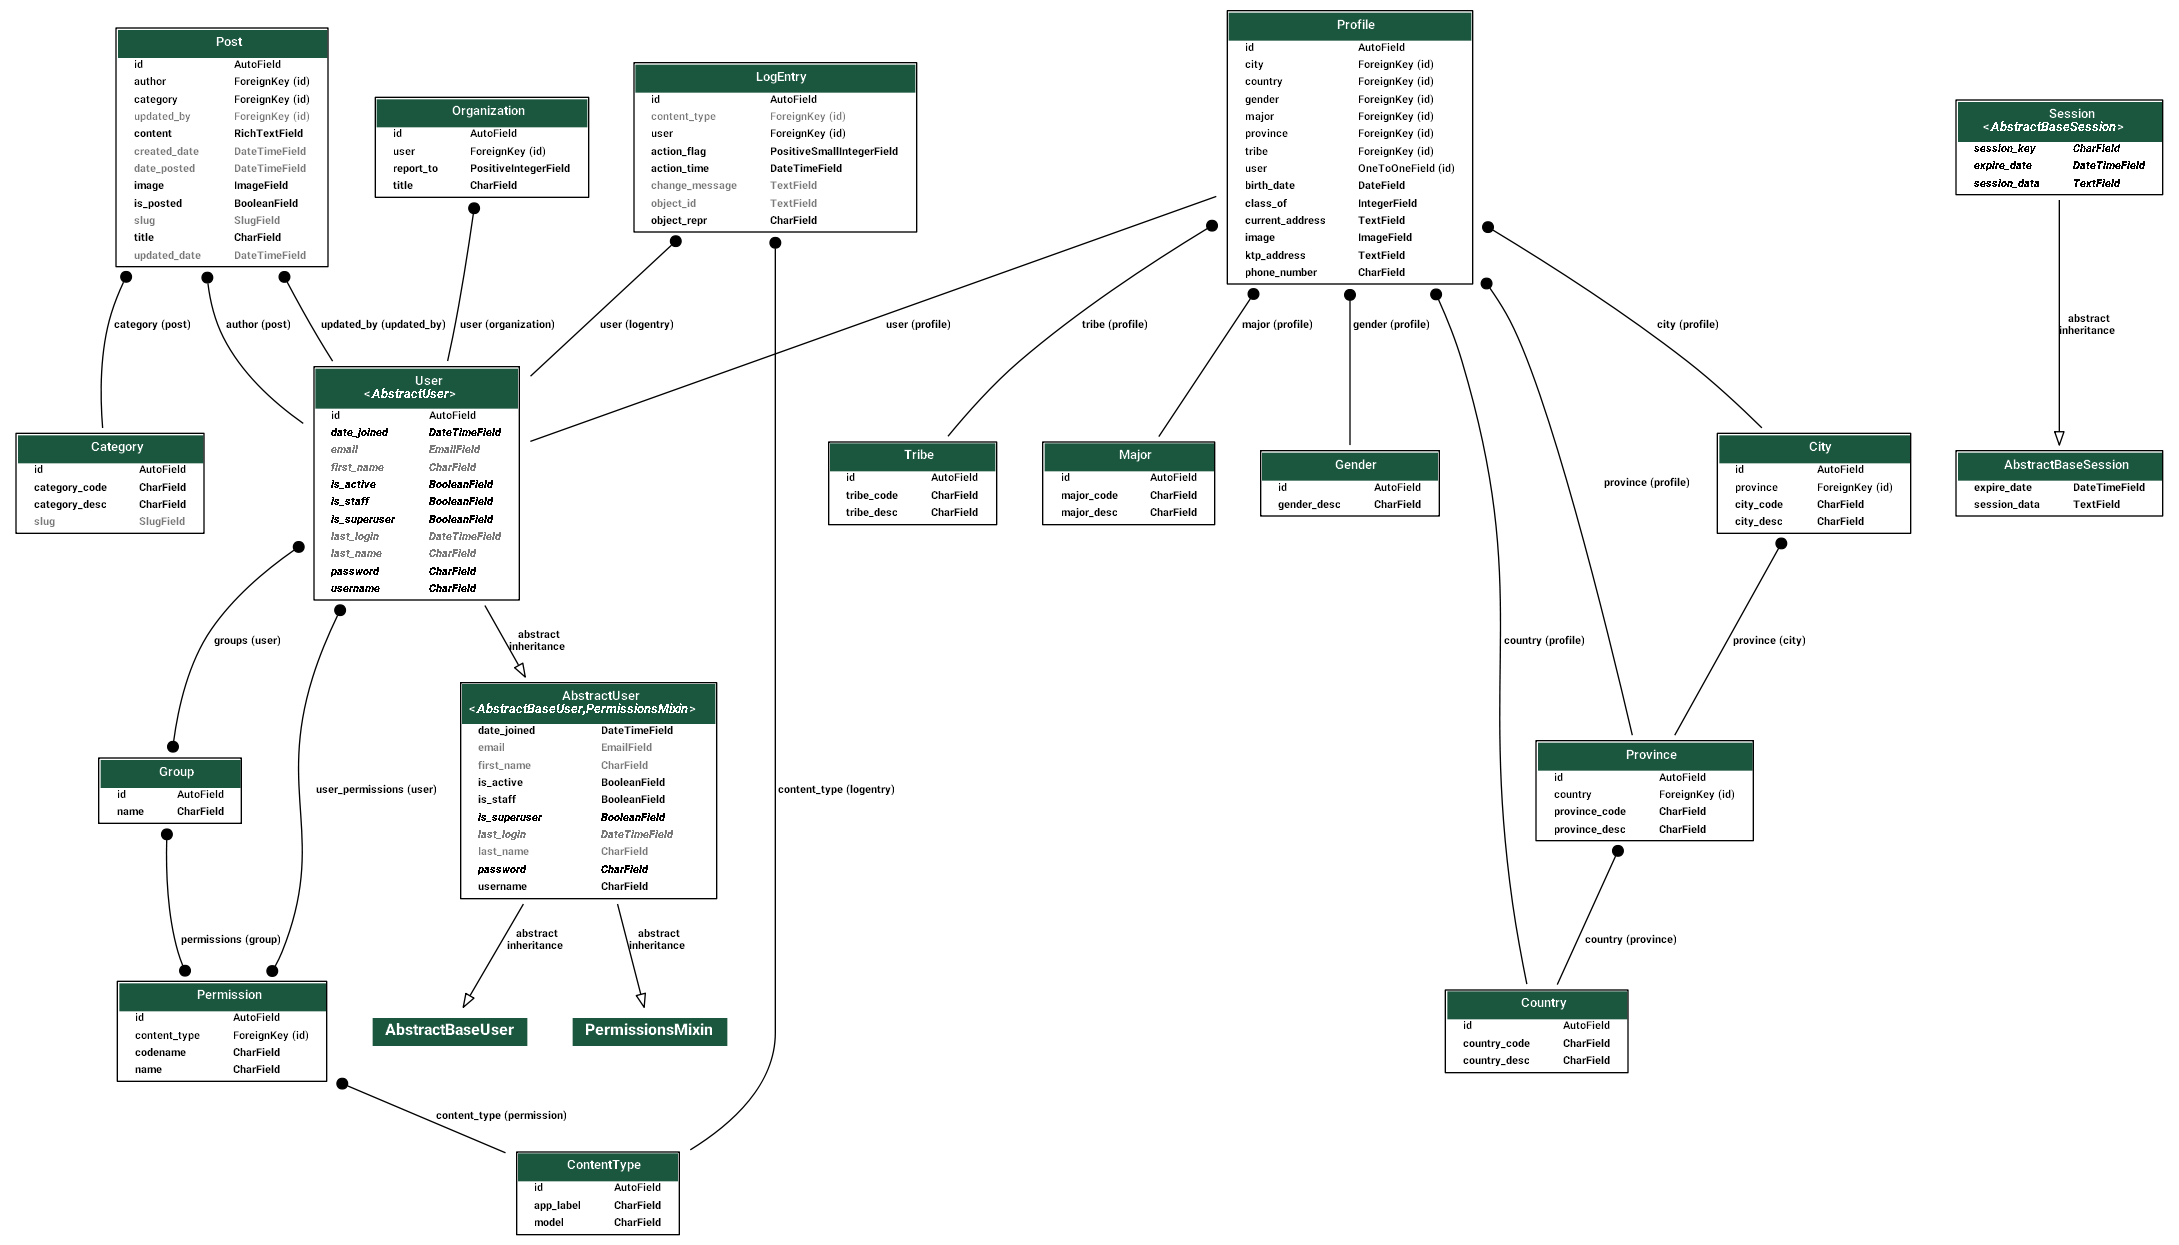 Post
id AutoField
author ForeignKey (id)
category ForeignKey (id)
updated_by ForeignKey (id)
content RichTextField
created_date DateTimeField
date_posted DateTimeField
image ImageField
is_posted BooleanField
slug SlugField
title CharField
updated_date DateTimeField
Organization
id AutoField
user ForeignKey (id)
report_to PositiveIntegerField
title CharField
LogEntry
id AutoField
content_type ForeignKey (id)
user ForeignKey (id)
action_flag PositiveSmallIntegerField
action_time DateTimeField
change_message TextField
object_id TextField
object_repr CharField
Profile
id AutoField
city ForeignKey (id)
country ForeignKey (id)
gender ForeignKey (id)
major ForeignKey (id)
province ForeignKey (id)
tribe ForeignKey (id)
user OneToOneField (id)
birth_date DateField
class_of IntegerField
current_address TextField
image ImageField
ktp_address TextField
phone_number CharField
Session
<AbstractBaseSession>
session_key CharField
expire_date DateTimeField
session_data TextField
category (post)
author (post)
updated_by (updated_by)
user (organization)
user (logentry)
user (profile)
tribe (profile)
major (profile)
gender (profile)
city (profile)
abstract
inheritance
User
<AbstractUser>
id AutoField
date_joined DateTimeField
email EmailField
first_name CharField
is_active BooleanField
is_staff BooleanField
is_superuser BooleanField
last_login DateTimeField
last_name CharField
password CharField
username CharField
Category
id AutoField
category_code CharField
category_desc CharField
slug SlugField
Tribe
id AutoField
tribe_code CharField
tribe_desc CharField
Major
id AutoField
major_code CharField
major_desc CharField
Gender
id AutoField
gender_desc CharField
province (profile)
City
id AutoField
province ForeignKey (id)
city_code CharField
city_desc CharField
AbstractBaseSession
expire_date DateTimeField
session_data TextField
groups (user)
abstract
inheritance
country (profile)
province (city)
AbstractUser
<AbstractBaseUser,PermissionsMixin>
date_joined DateTimeField
email EmailField
first_name CharField
is_active BooleanField
is_staff BooleanField
is_superuser BooleanField
last_login DateTimeField
last_name CharField
password CharField
username CharField
Group
id AutoField
name CharField
user_permissions (user)
content_type (logentry)
Province
id AutoField
country ForeignKey (id)
province_code CharField
province_desc CharField
permissions (group)
abstract
inheritance
abstract
inheritance
country (province)
Permission
id AutoField
content_type ForeignKey (id)
codename CharField
name CharField
AbstractBaseUser
PermissionsMixin
Country
id AutoField
country_code CharField
country_desc CharField
content_type (permission)
ContentType
id AutoField
app_label CharField
model CharField